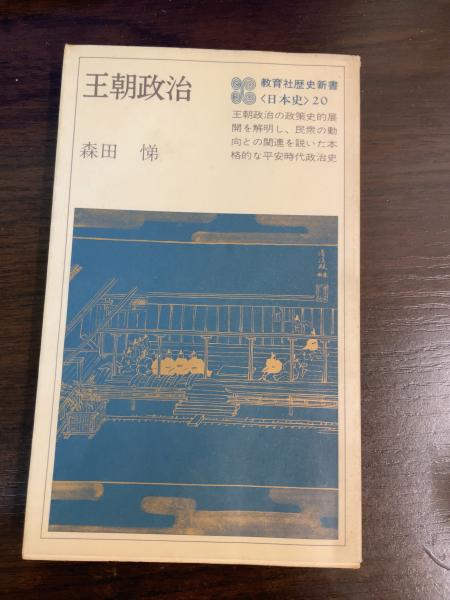 王朝政治
森田 悌
教育社歴史新書
〈日本史〉20
王朝政治の政策史的展
開を解明し、民衆の動
向との関連を説いた本
格的な平安時代政治史